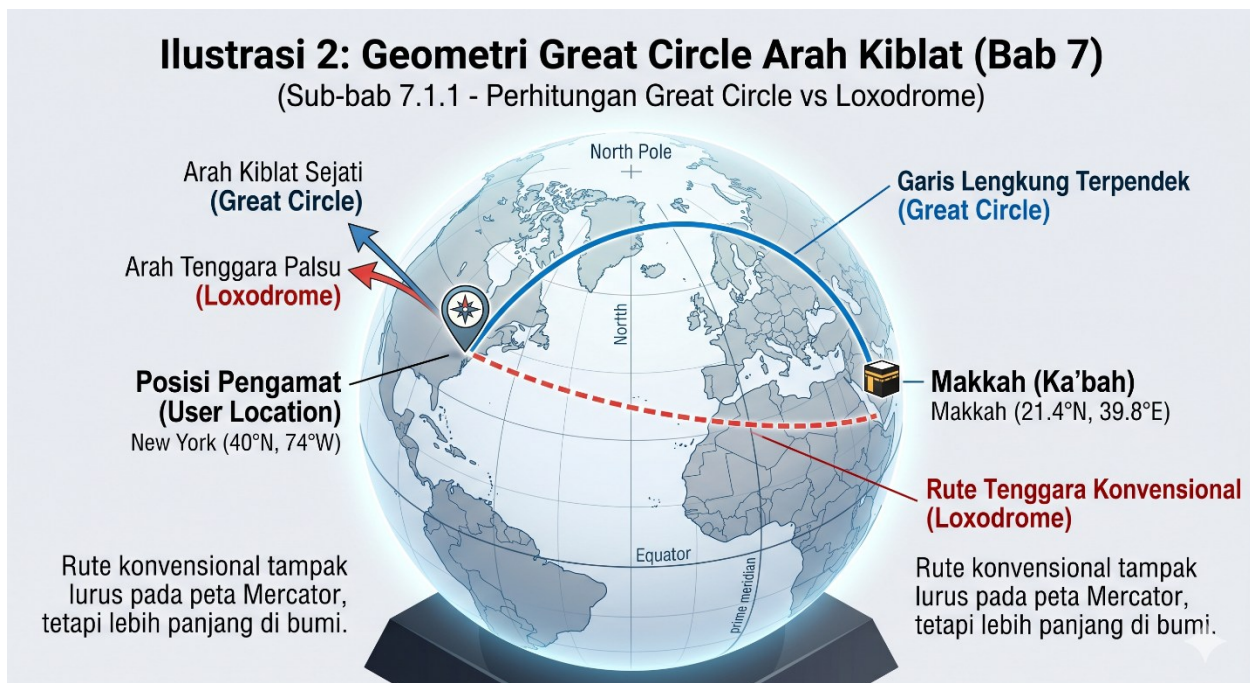 Ilustrasi 2: Geometri Great Circle Arah Kiblat (Bab 7)
(Sub-bab 7.1.1 - Perhitungan Great Circle vs Loxodrome)
North Pole
Arah Kiblat Sejati
(Great Circle)
Garis Lengkung Terpendek
(Great Circle)
Arah Tenggara Palsu
(Loxodrome)
Nortth
Posisi Pengamat
(User Location)
New York (40°N, 74°W)
Makkah (Ka'bah)
Makkah (21.4°N, 39.8°E)
Rute Tenggara Konvensional
(Loxodrome)
Equator
prime meridian
Rute konvensional tampak
lurus pada peta Mercator,
tetapi lebih panjang di bumi.
Rute konvensional tampak
lurus pada peta Mercator,
tetapi lebih panjang di bumi.